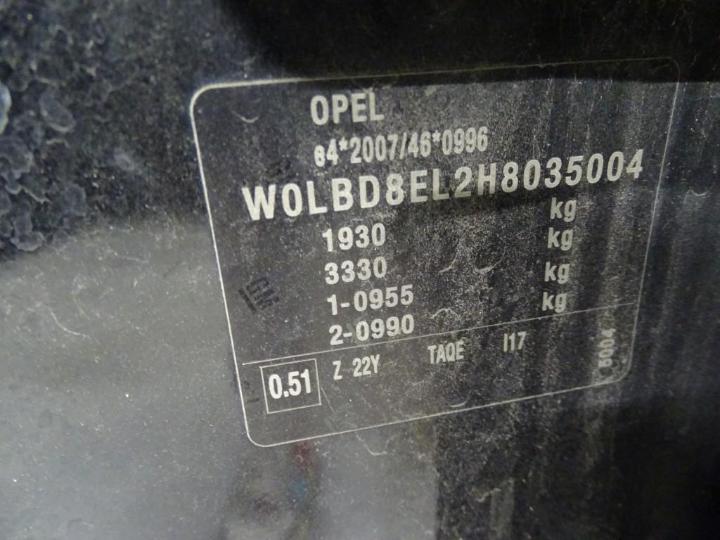 OPEL
e4*2007/46*0996
W0LBD8EL2H8035004
1930 kg
3330 kg
1-0955 kg
2-0990 kg
0.51 Z 22Y TAQE I17
5004